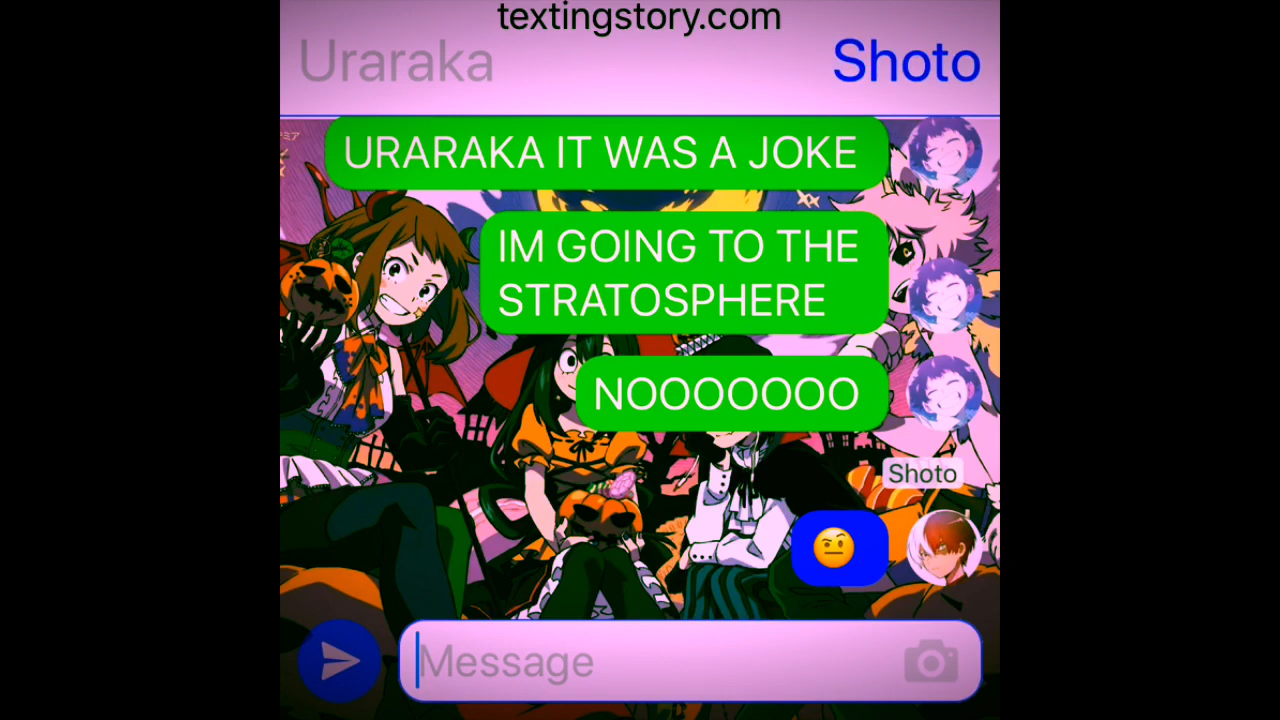 textingstory.com
Uraraka
Shoto
URARAKA IT WAS A JOKE
IM GOING TO THE
STRATOSPHERE
NOOOOOOO
Shoto
Message